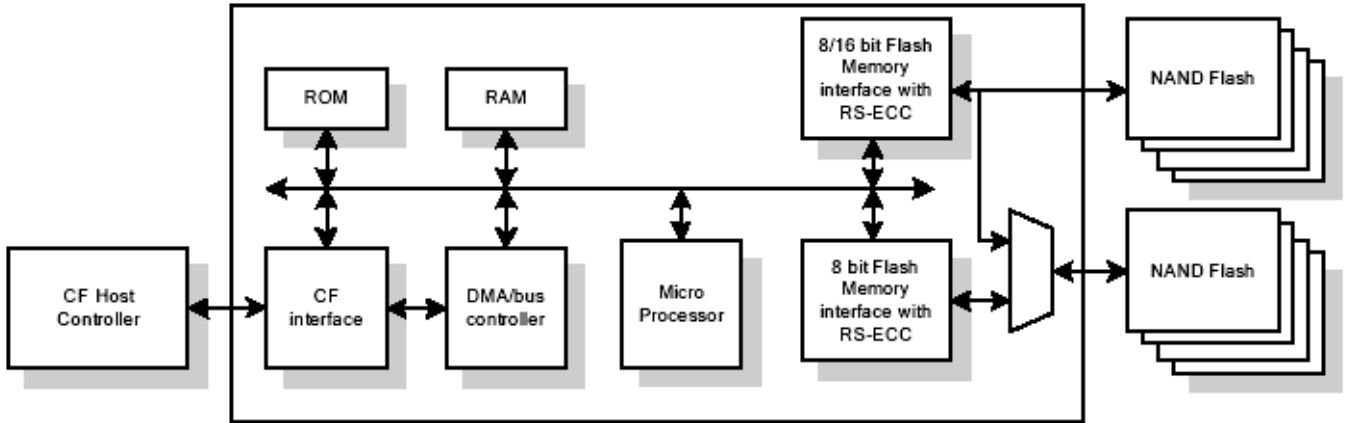 ROM
RAM
8/16 bit Flash
Memory
interface with
RS-ECC
NAND Flash
CF Host
Controller
CF
interface
DMA/bus
controller
Micro
Processor
8 bit Flash
Memory
interface with
RS-ECC
NAND Flash